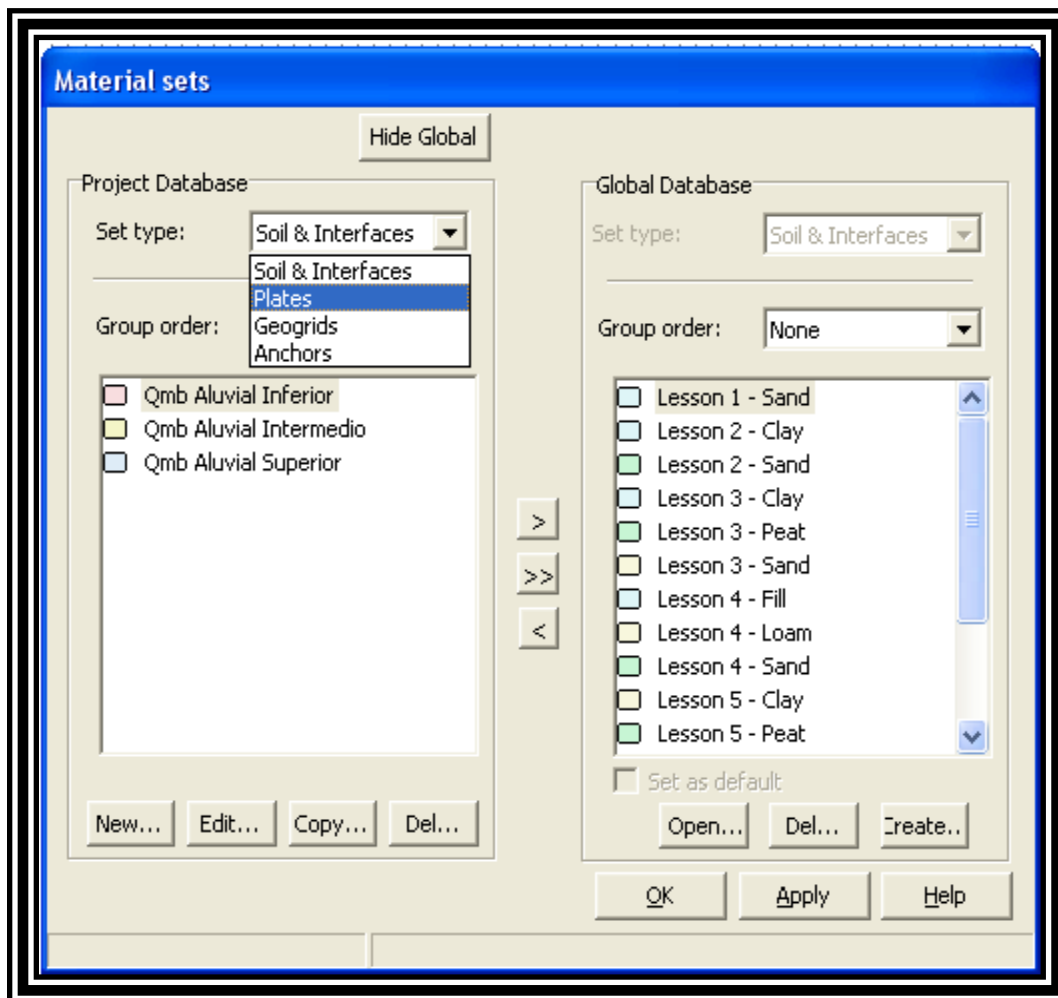 Material sets
Hide Global
Project Database
Set type:
Soil & Interfaces
Soil & Interfaces
Plates
Geogrids
Anchors
Group order:
Qmb Aluvial Inferior
Qmb Aluvial Intermedio
Qmb Aluvial Superior
New...
Edit...
Copy...
Del...
>
>>
<
Global Database
Set type:
Soil & Interfaces
Group order:
None
Lesson 1 - Sand
Lesson 2 - Clay
Lesson 2 - Sand
Lesson 3 - Clay
Lesson 3 - Peat
Lesson 3 - Sand
Lesson 4 - Fill
Lesson 4 - Loam
Lesson 4 - Sand
Lesson 5 - Clay
Lesson 5 - Peat
Set as default
Open...
Del...
Create..
OK
Apply
Help